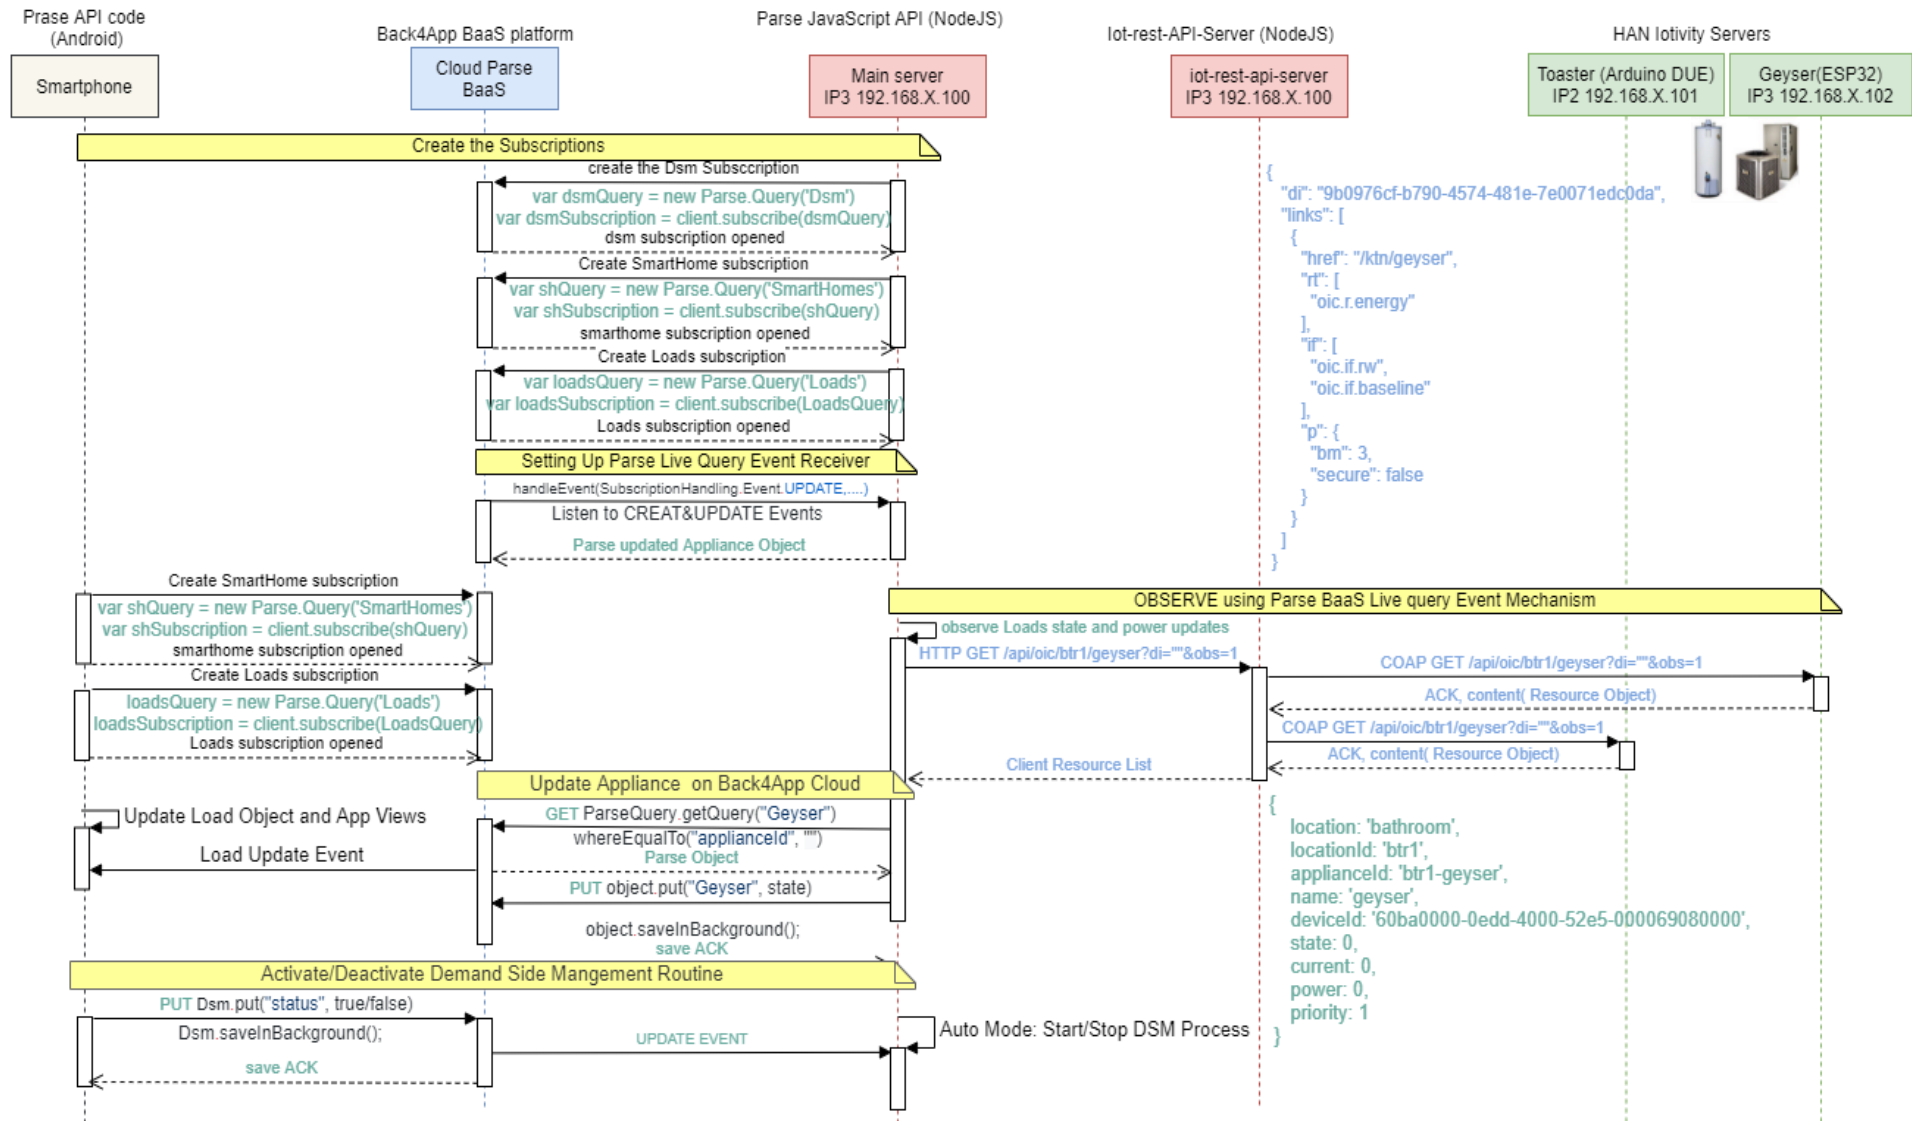 Prase API code
(Android)
Back4App BaaS platform
Parse JavaScript API (NodeJS)
Iot-rest-API-Server (NodeJS)
HAN Iotivity Servers
Smartphone
Cloud Parse
BaaS
Main server
IP3 192.168.X.100
iot-rest-api-server
IP3 192.168.X.100
Toaster (Arduino DUE)
IP2 192.168.X.101
Geyser(ESP32)
IP3 192.168.X.102
Create the Subscriptions
create the Dsm Subsccription
var dsmQuery = new Parse.Query('Dsm')
var dsmSubscription = client.subscribe(dsmQuery)
dsm subscription opened
Create SmartHome subscription
var shQuery = new Parse.Query('SmartHomes')
var shSubscription = client.subscribe(shQuery)
smarthome subscription opened
Create Loads subscription
var loadsQuery = new Parse.Query('Loads')
var loadsSubscription = client.subscribe(LoadsQuery)
Loads subscription opened
Setting Up Parse Live Query Event Receiver
handleEvent(SubscriptionHandling.Event.UPDATE,....)
Listen to CREAT&UPDATE Events
Parse updated Appliance Object
{
"di": "9b0976cf-b790-4574-481e-7e0071edc0da",
"links": [
{
"href": "/ktn/geyser",
"rt": [
"oic.r.energy"
],
"if": [
"oic.if.rw",
"oic.if.baseline"
],
"p": {
"bm": 3,
"secure": false
}
}
]
}
Create SmartHome subscription
var shQuery = new Parse.Query('SmartHomes')
var shSubscription = client.subscribe(shQuery)
smarthome subscription opened
Create Loads subscription
loadsQuery = new Parse.Query('Loads')
loadsSubscription = client.subscribe(LoadsQuery)
Loads subscription opened
OBSERVE using Parse BaaS Live query Event Mechanism
observe Loads state and power updates
HTTP GET /api/oic/btr1/geyser?di=""&obs=1
COAP GET /api/oic/btr1/geyser?di=""&obs=1
ACK, content( Resource Object)
COAP GET /api/oic/btr1/geyser?di=""&obs=1
ACK, content( Resource Object)
Client Resource List
Update Appliance on Back4App Cloud
Update Load Object and App Views
GET ParseQuery.getQuery("Geyser")
whereEqualTo("applianceId", "")
Load Update Event
Parse Object
PUT object.put("Geyser", state)
object.saveInBackground();
save ACK
{
location: 'bathroom',
locationId: 'btr1',
applianceId: 'btr1-geyser',
name: 'geyser',
deviceId: '60ba0000-0edd-4000-52e5-000069080000',
state: 0,
current: 0,
power: 0,
priority: 1
}
Activate/Deactivate Demand Side Mangement Routine
PUT Dsm.put("status", true/false)
Dsm.saveInBackground();
UPDATE EVENT
Auto Mode: Start/Stop DSM Process
save ACK